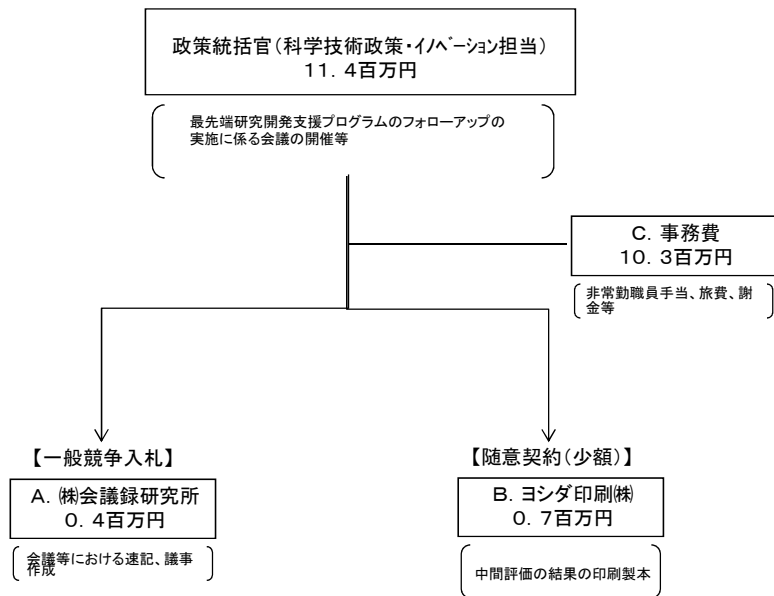 政策統括官（科学技術政策・イノベーション担当）
１１．４百万円
最先端研究開発支援プログラムのフォローアップの
実施に係る会議の開催等
Ｃ．事務費
１０．３百万円
非常勤職員手当、旅費、謝
金等
【一般競争入札】
Ａ．㈱会議録研究所
０．４百万円
会議等における速記、議事
作成
【随意契約（少額）】
Ｂ．ヨシダ印刷㈱
０．７百万円
中間評価の結果の印刷製本